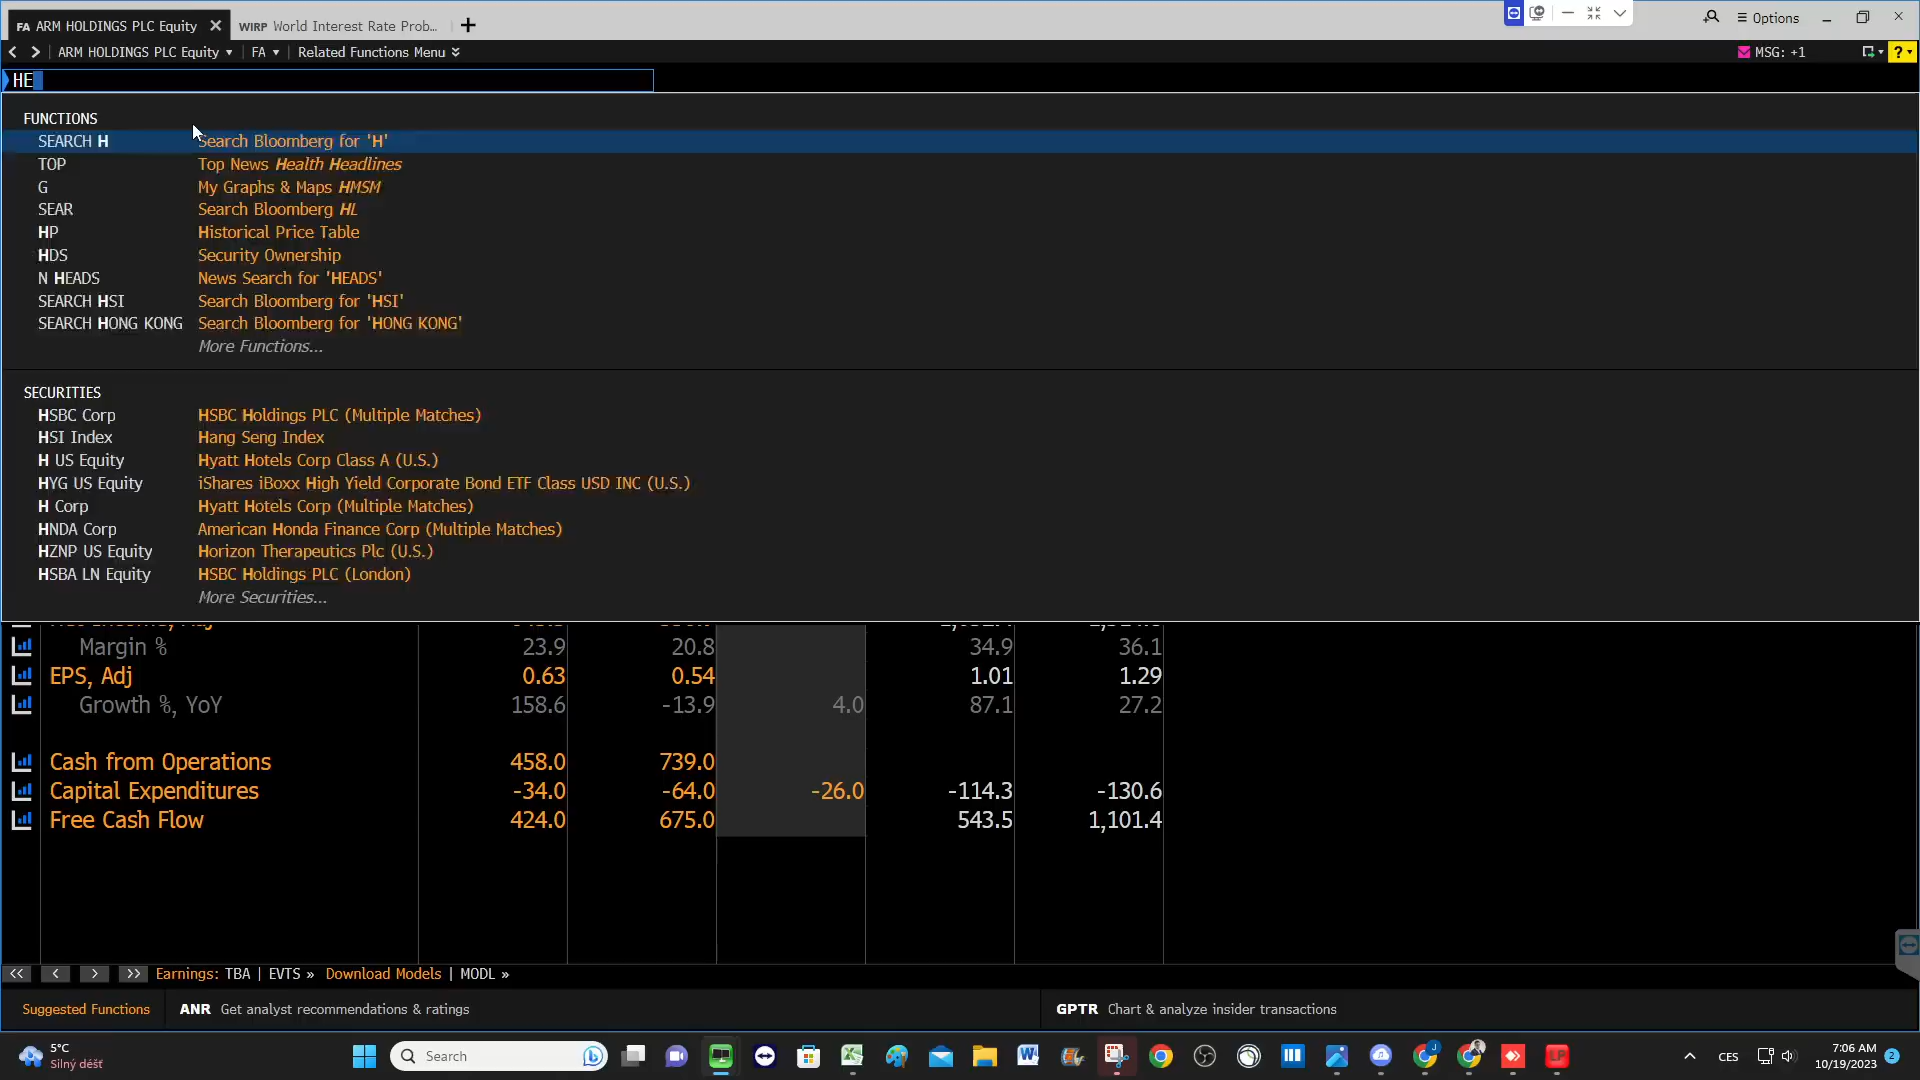 FA ARM HOLDINGS PLC Equity
WIRP World Interest Rate Prob...
Options
ARM HOLDINGS PLC Equity
FA
Related Functions Menu
MSG: +1
?
HE
FUNCTIONS
SEARCH H Search Bloomberg for 'H'
TOP Top News Health Headlines
G My Graphs & Maps HMSM
SEAR Search Bloomberg HL
HP Historical Price Table
HDS Security Ownership
N HEADS News Search for 'HEADS'
SEARCH HSI Search Bloomberg for 'HSI'
SEARCH HONG KONG Search Bloomberg for 'HONG KONG'
More Functions...
SECURITIES
HSBC Corp HSBC Holdings PLC (Multiple Matches)
HSI Index Hang Seng Index
H US Equity Hyatt Hotels Corp Class A (U.S.)
HYG US Equity iShares iBoxx High Yield Corporate Bond ETF Class USD INC (U.S.)
H Corp Hyatt Hotels Corp (Multiple Matches)
HNDA Corp American Honda Finance Corp (Multiple Matches)
HZNP US Equity Horizon Therapeutics Plc (U.S.)
HSBA LN Equity HSBC Holdings PLC (London)
More Securities...
Margin % 23.9 20.8 34.9 36.1
EPS, Adj 0.63 0.54 1.01 1.29
Growth %, YoY 158.6 -13.9 4.0 87.1 27.2
Cash from Operations 458.0 739.0
Capital Expenditures -34.0 -64.0 -26.0 -114.3 -130.6
Free Cash Flow 424.0 675.0 543.5 1,101.4
<< < > >> Earnings: TBA | EVTS » Download Models | MODL »
Suggested Functions ANR Get analyst recommendations & ratings GPTR Chart & analyze insider transactions
5°C
Silný déšť
Search
CES
7:06 AM
10/19/2023
2